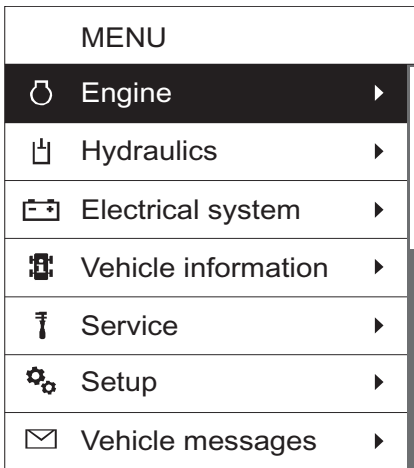 MENU
Engine
Hydraulics
Electrical system
Vehicle information
Service
Setup
Vehicle messages